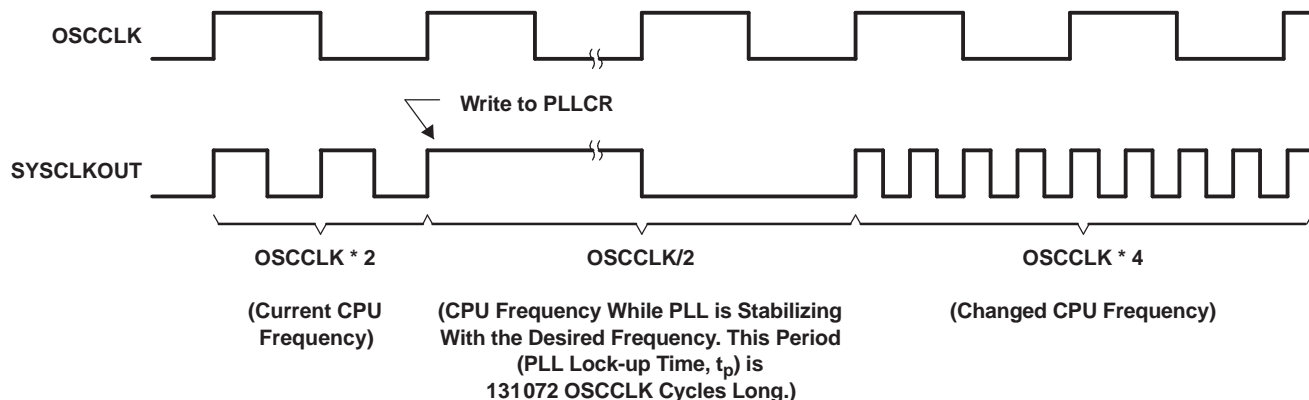 OSCCLK
Write to PLLCR
SYSCLKOUT
OSCCLK * 2
OSCCLK/2
OSCCLK * 4
(Current CPU
Frequency)
(CPU Frequency While PLL is Stabilizing
With the Desired Frequency. This Period
(PLL Lock-up Time, tp) is
131072 OSCCLK Cycles Long.)
(Changed CPU Frequency)